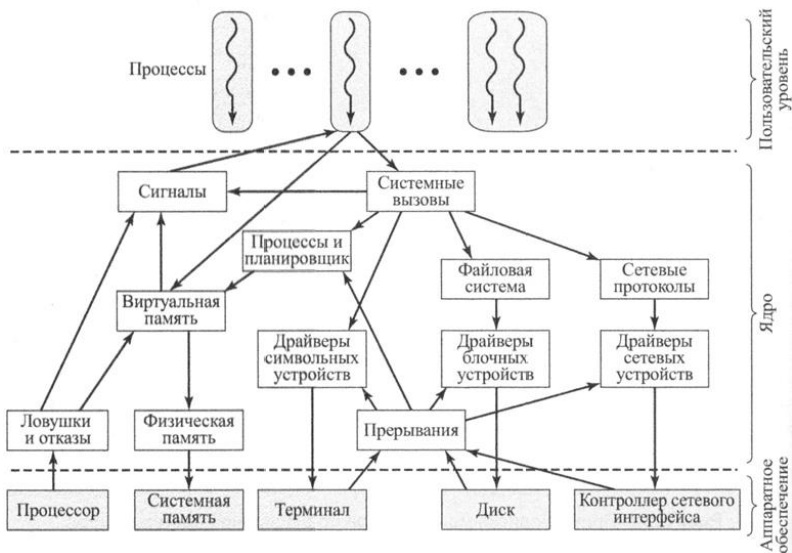 Процессы
Пользовательский
уровень
Сигналы
Системные
вызовы
Процессы и
планировщик
Файловая
система
Сетевые
протоколы
Виртуальная
память
Ядро
Драйверы
символьных
устройств
Драйверы
блочных
устройств
Драйверы
сетевых
устройств
Ловушки
и отказы
Физическая
память
Прерывания
Процессор
Системная
память
Терминал
Диск
Контроллер сетевого
интерфейса
Аппаратное
обеспечение